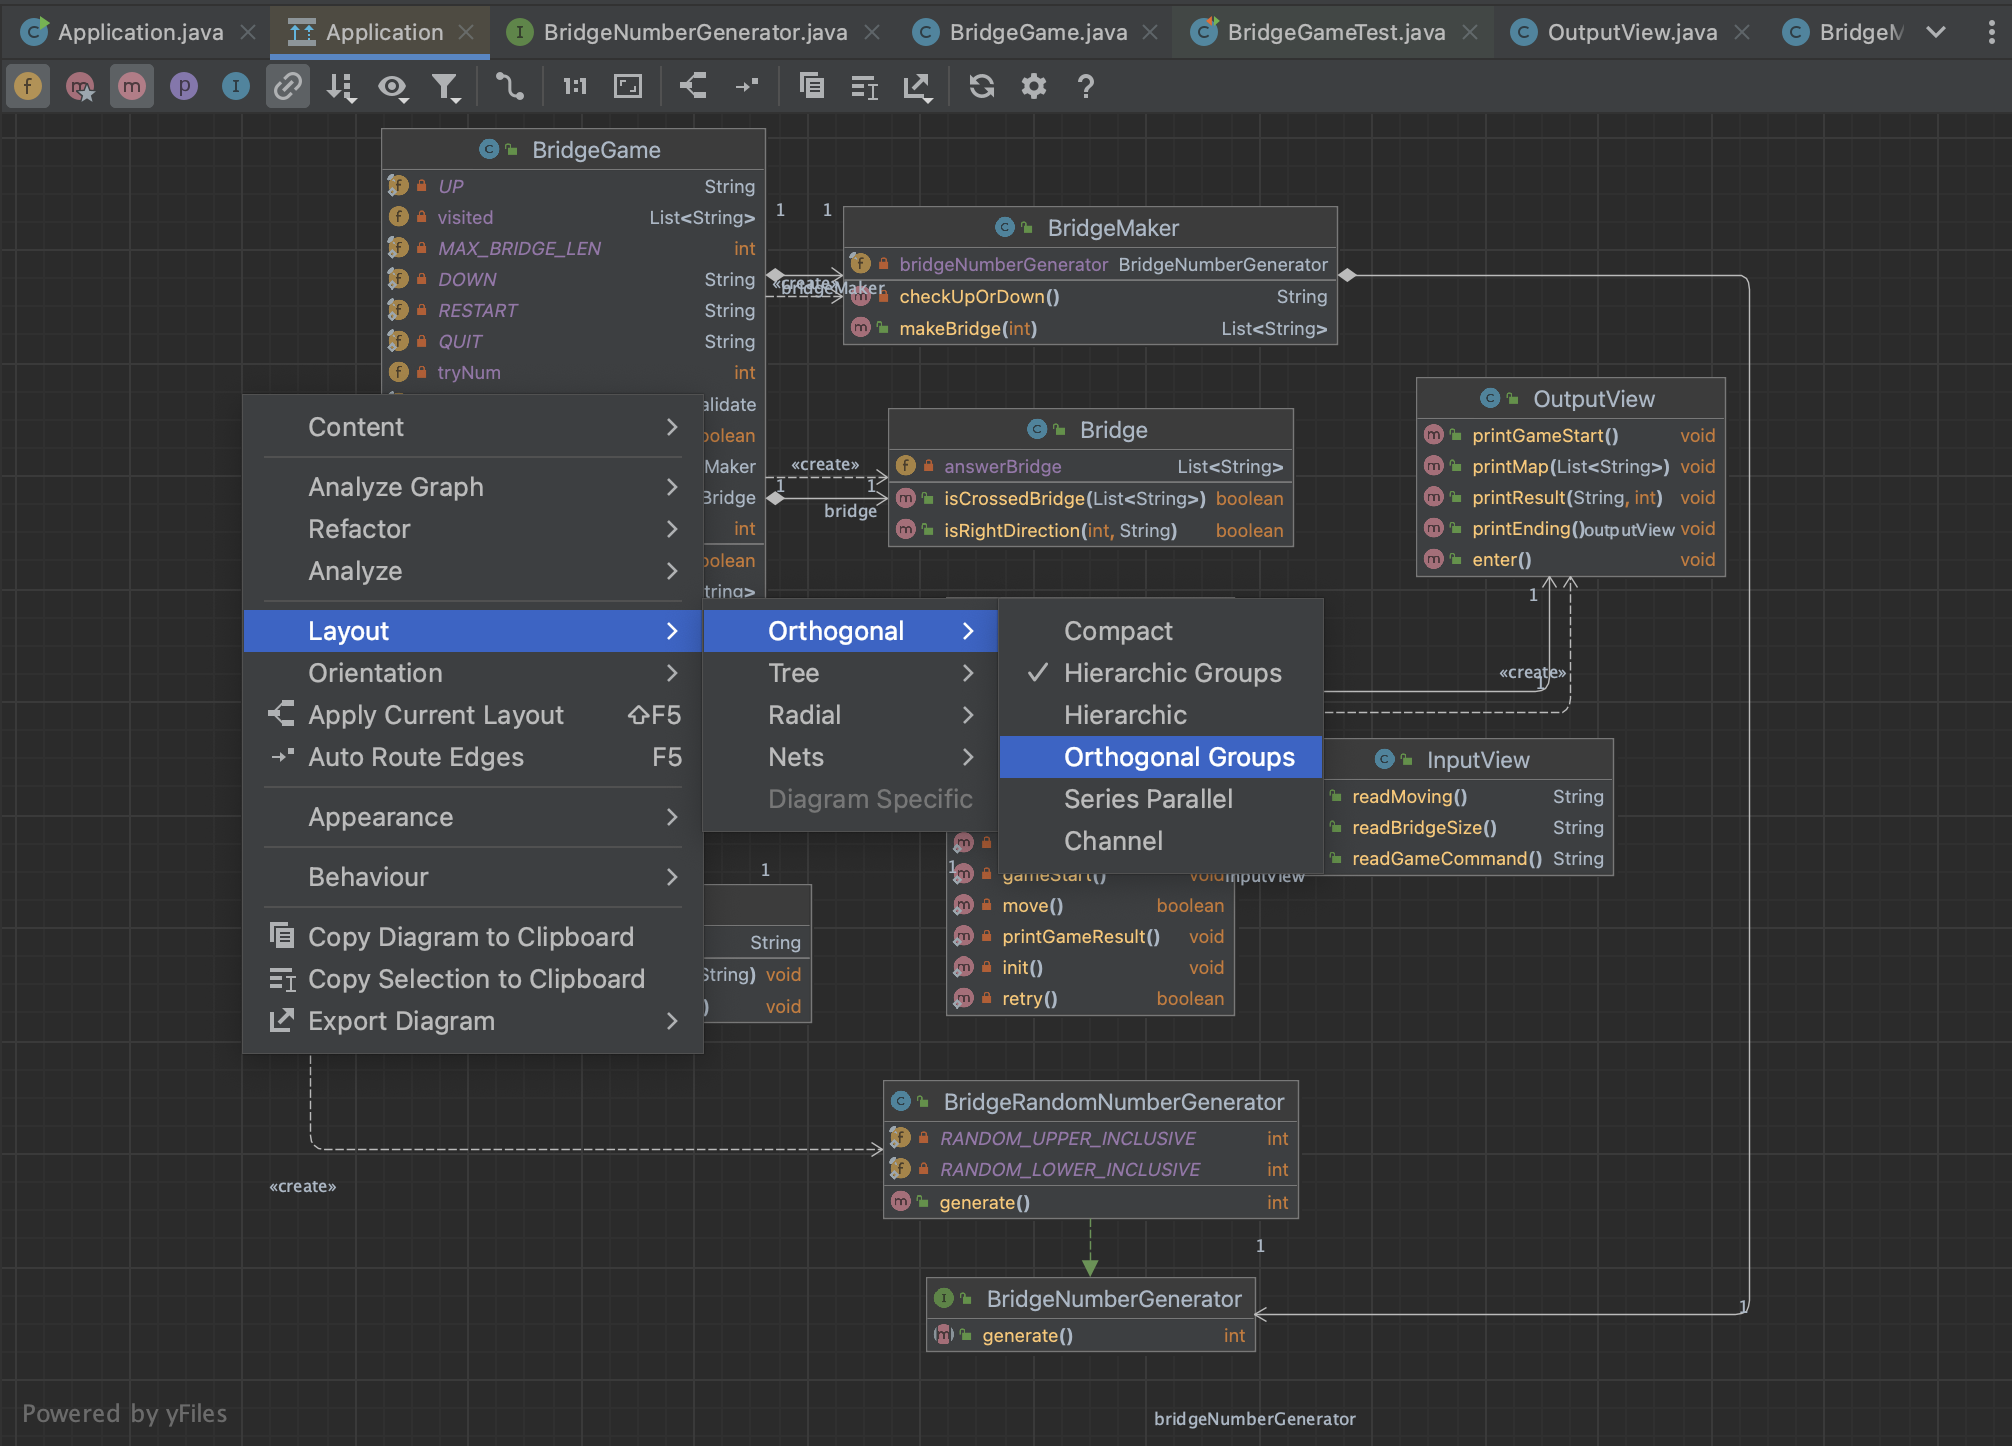 Application.java
Application
BridgeNumberGenerator.java
BridgeGame.java
BridgeGameTest.java
OutputView.java
BridgeM
1:1
BridgeGame
UP String
visited List<String>
MAX_BRIDGE_LEN int
DOWN String
RESTART String
QUIT String
tryNum int
alidate
oolean
Maker
Bridge
int
oolean
tring>
1 1
«create»
bridgeMaker
BridgeMaker
bridgeNumberGenerator BridgeNumberGenerator
checkUpOrDown() String
makeBridge(int) List<String>
«create»
1 1
bridge
Bridge
answerBridge List<String>
isCrossedBridge(List<String>) boolean
isRightDirection(int, String) boolean
OutputView
printGameStart() void
printMap(List<String>) void
printResult(String, int) void
printEnding() void
outputView
enter() void
1
«create»
1
Content
Analyze Graph
Refactor
Analyze
Layout
Orientation
Apply Current Layout ⇧F5
Auto Route Edges F5
Appearance
Behaviour
Copy Diagram to Clipboard
Copy Selection to Clipboard
Export Diagram
Orthogonal
Tree
Radial
Nets
Diagram Specific
Compact
Hierarchic Groups
Hierarchic
Orthogonal Groups
Series Parallel
Channel
InputView
readMoving() String
readBridgeSize() String
readGameCommand() String
1
1
gameStart() void
inputView
move() boolean
printGameResult() void
init() void
retry() boolean
String
String) void
) void
«create»
BridgeRandomNumberGenerator
RANDOM_UPPER_INCLUSIVE int
RANDOM_LOWER_INCLUSIVE int
generate() int
1
BridgeNumberGenerator
generate() int
1
Powered by yFiles
bridgeNumberGenerator